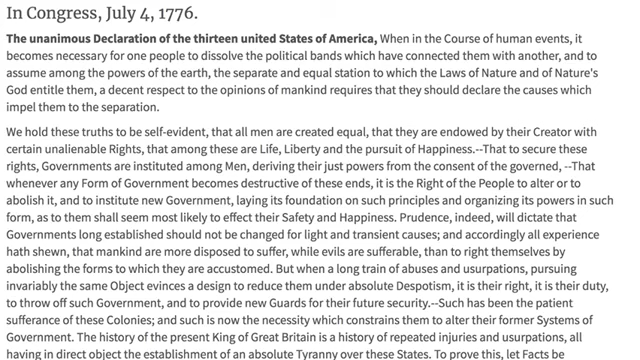 In Congress, July 4, 1776.
The unanimous Declaration of the thirteen united States of America, When in the Course of human events, it
becomes necessary for one people to dissolve the political bands which have connected them with another, and to
assume among the powers of the earth, the separate and equal station to which the Laws of Nature and of Nature's
God entitle them, a decent respect to the opinions of mankind requires that they should declare the causes which
impel them to the separation.
We hold these truths to be self-evident, that all men are created equal, that they are endowed by their Creator with
certain unalienable Rights, that among these are Life, Liberty and the pursuit of Happiness.--That to secure these
rights, Governments are instituted among Men, deriving their just powers from the consent of the governed, --That
whenever any Form of Government becomes destructive of these ends, it is the Right of the People to alter or to
abolish it, and to institute new Government, laying its foundation on such principles and organizing its powers in such
form, as to them shall seem most likely to effect their Safety and Happiness. Prudence, indeed, will dictate that
Governments long established should not be changed for light and transient causes; and accordingly all experience
hath shewn, that mankind are more disposed to suffer, while evils are sufferable, than to right themselves by
abolishing the forms to which they are accustomed. But when a long train of abuses and usurpations, pursuing
invariably the same Object evinces a design to reduce them under absolute Despotism, it is their right, it is their duty,
to throw off such Government, and to provide new Guards for their future security.--Such has been the patient
sufferance of these Colonies; and such is now the necessity which constrains them to alter their former Systems of
Government. The history of the present King of Great Britain is a history of repeated injuries and usurpations, all
having in direct object the establishment of an absolute Tyranny over these States. To prove this, let Facts be